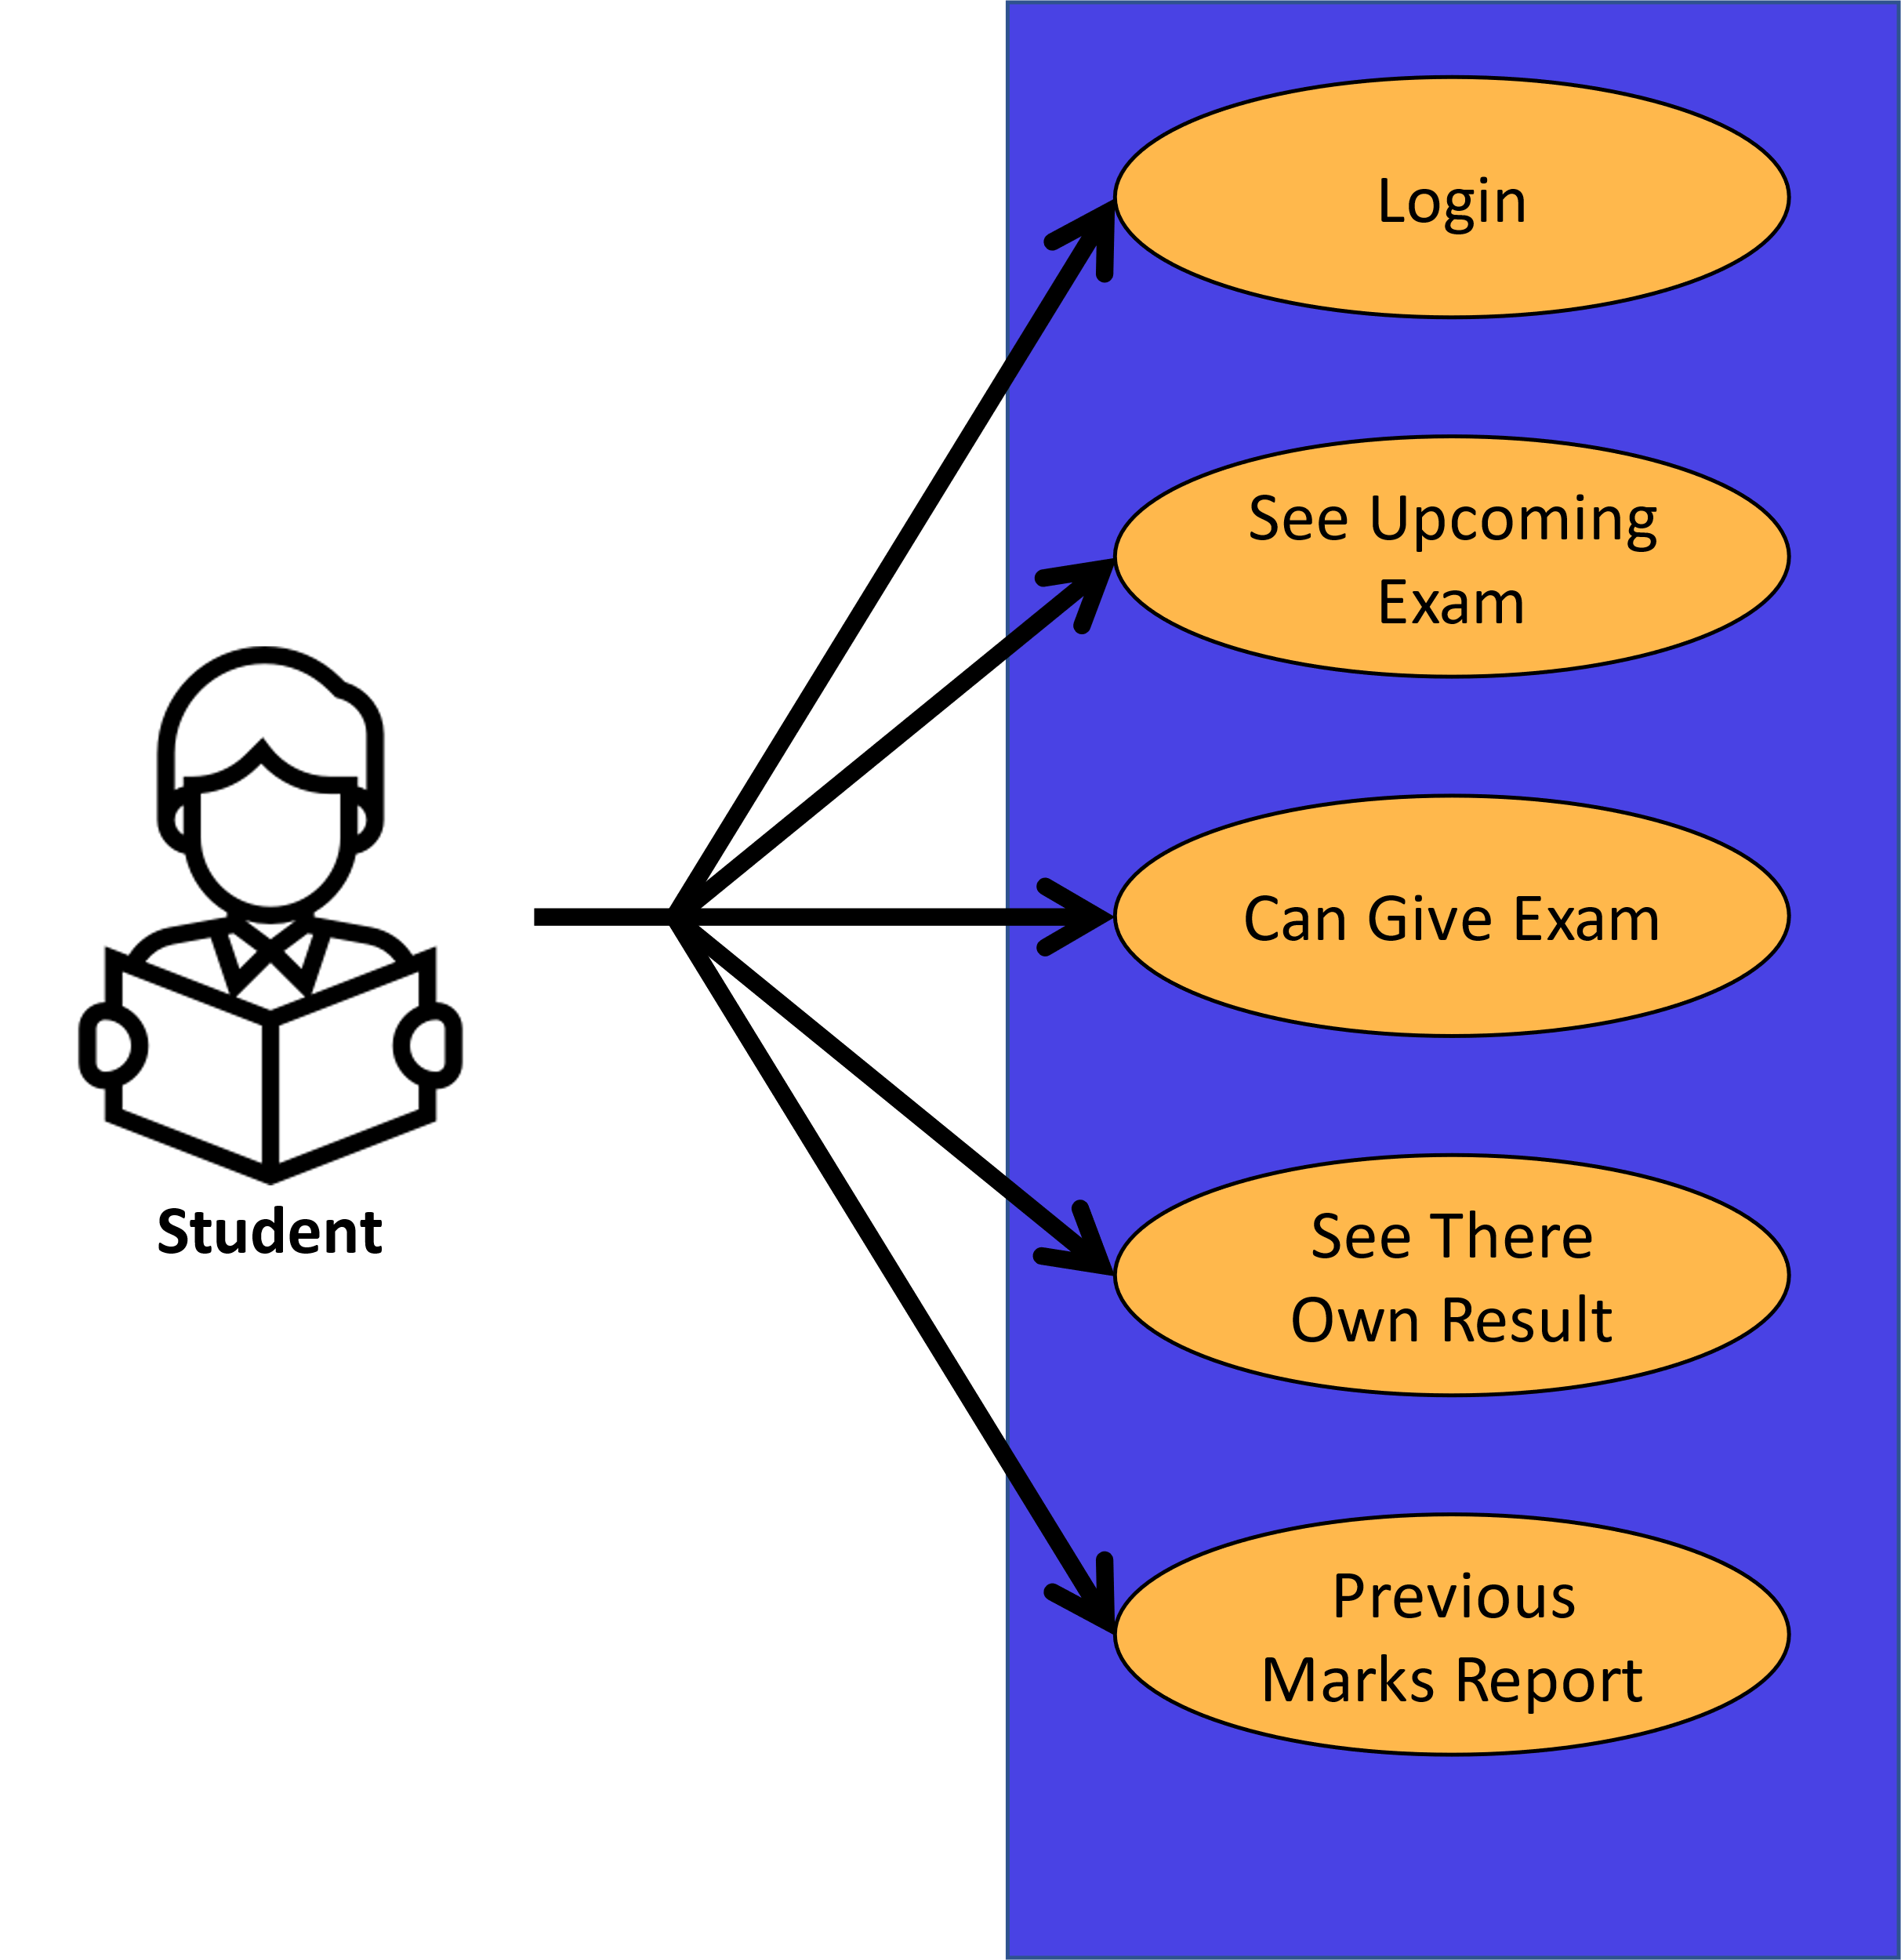 Login
See Upcoming
Exam
Can Give Exam
Student
See There
Own Result
Previous
Marks Report